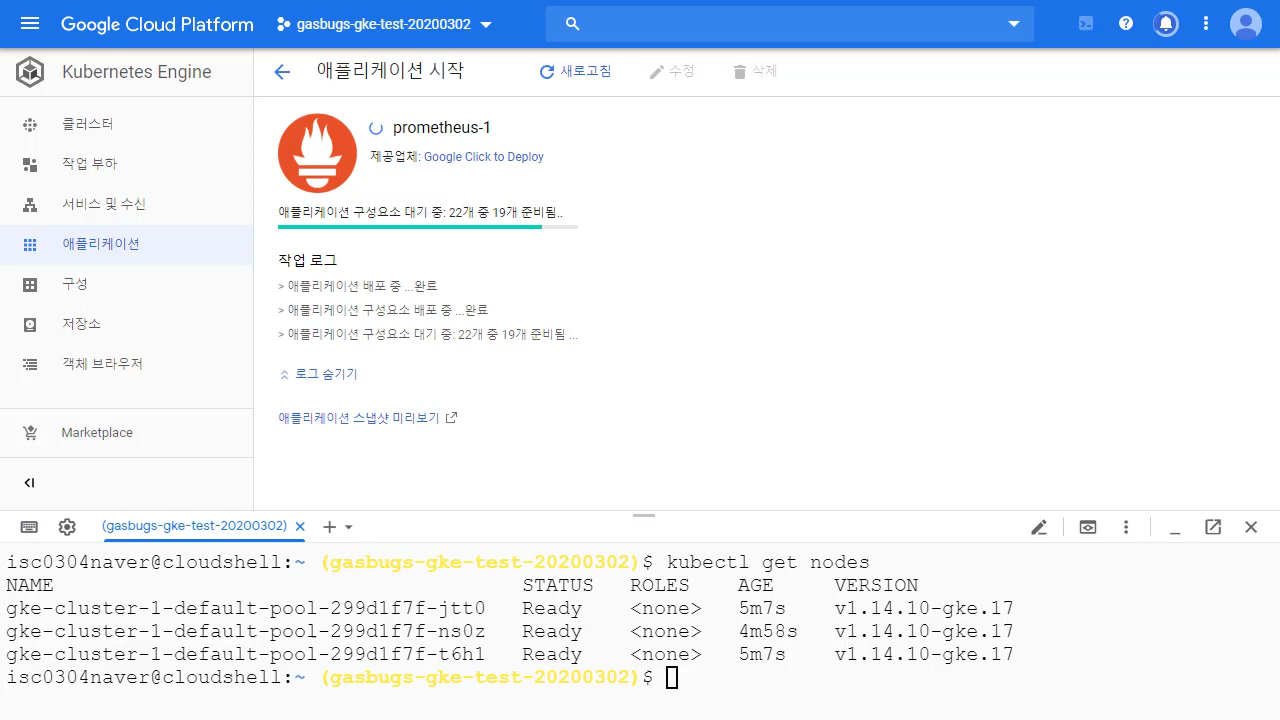 Google Cloud Platform
gasbugs-gke-test-20200302
Kubernetes Engine
애플리케이션 시작
새로고침
수정
삭제
클러스터
작업 부하
서비스 및 수신
애플리케이션
구성
저장소
객체 브라우저
Marketplace
prometheus-1
제공업체: Google Click to Deploy
애플리케이션 구성요소 대기 중: 22개 중 19개 준비됨..
작업 로그
> 애플리케이션 배포 중 ...완료
> 애플리케이션 구성요소 배포 중 ...완료
> 애플리케이션 구성요소 대기 중: 22개 중 19개 준비됨 ...
로그 숨기기
애플리케이션 스냅샷 미리보기
(gasbugs-gke-test-20200302)
isc0304naver@cloudshell:~ (gasbugs-gke-test-20200302)$ kubectl get nodes
NAME STATUS ROLES AGE VERSION
gke-cluster-1-default-pool-299d1f7f-jtt0 Ready <none> 5m7s v1.14.10-gke.17
gke-cluster-1-default-pool-299d1f7f-ns0z Ready <none> 4m58s v1.14.10-gke.17
gke-cluster-1-default-pool-299d1f7f-t6h1 Ready <none> 5m7s v1.14.10-gke.17
isc0304naver@cloudshell:~ (gasbugs-gke-test-20200302)$